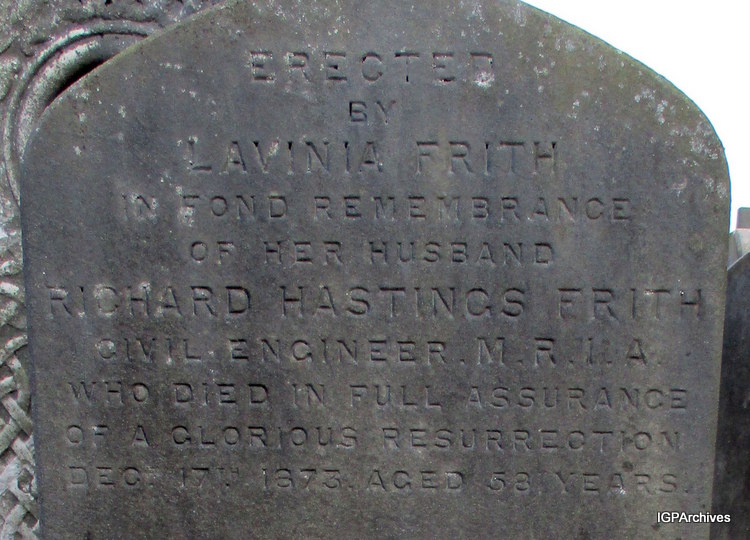 ERECTED
BY
LAVINIA FRITH
IN FOND REMEMBRANCE
OF HER HUSBAND
RICHARD HASTINGS FRITH
CIVIL ENGINEER. M.R.I.A.
WHO DIED IN FULL ASSURANCE
OF A GLORIOUS RESURRECTION
DECR 17TH 1873. AGED 58 YEARS.
IGPArchives